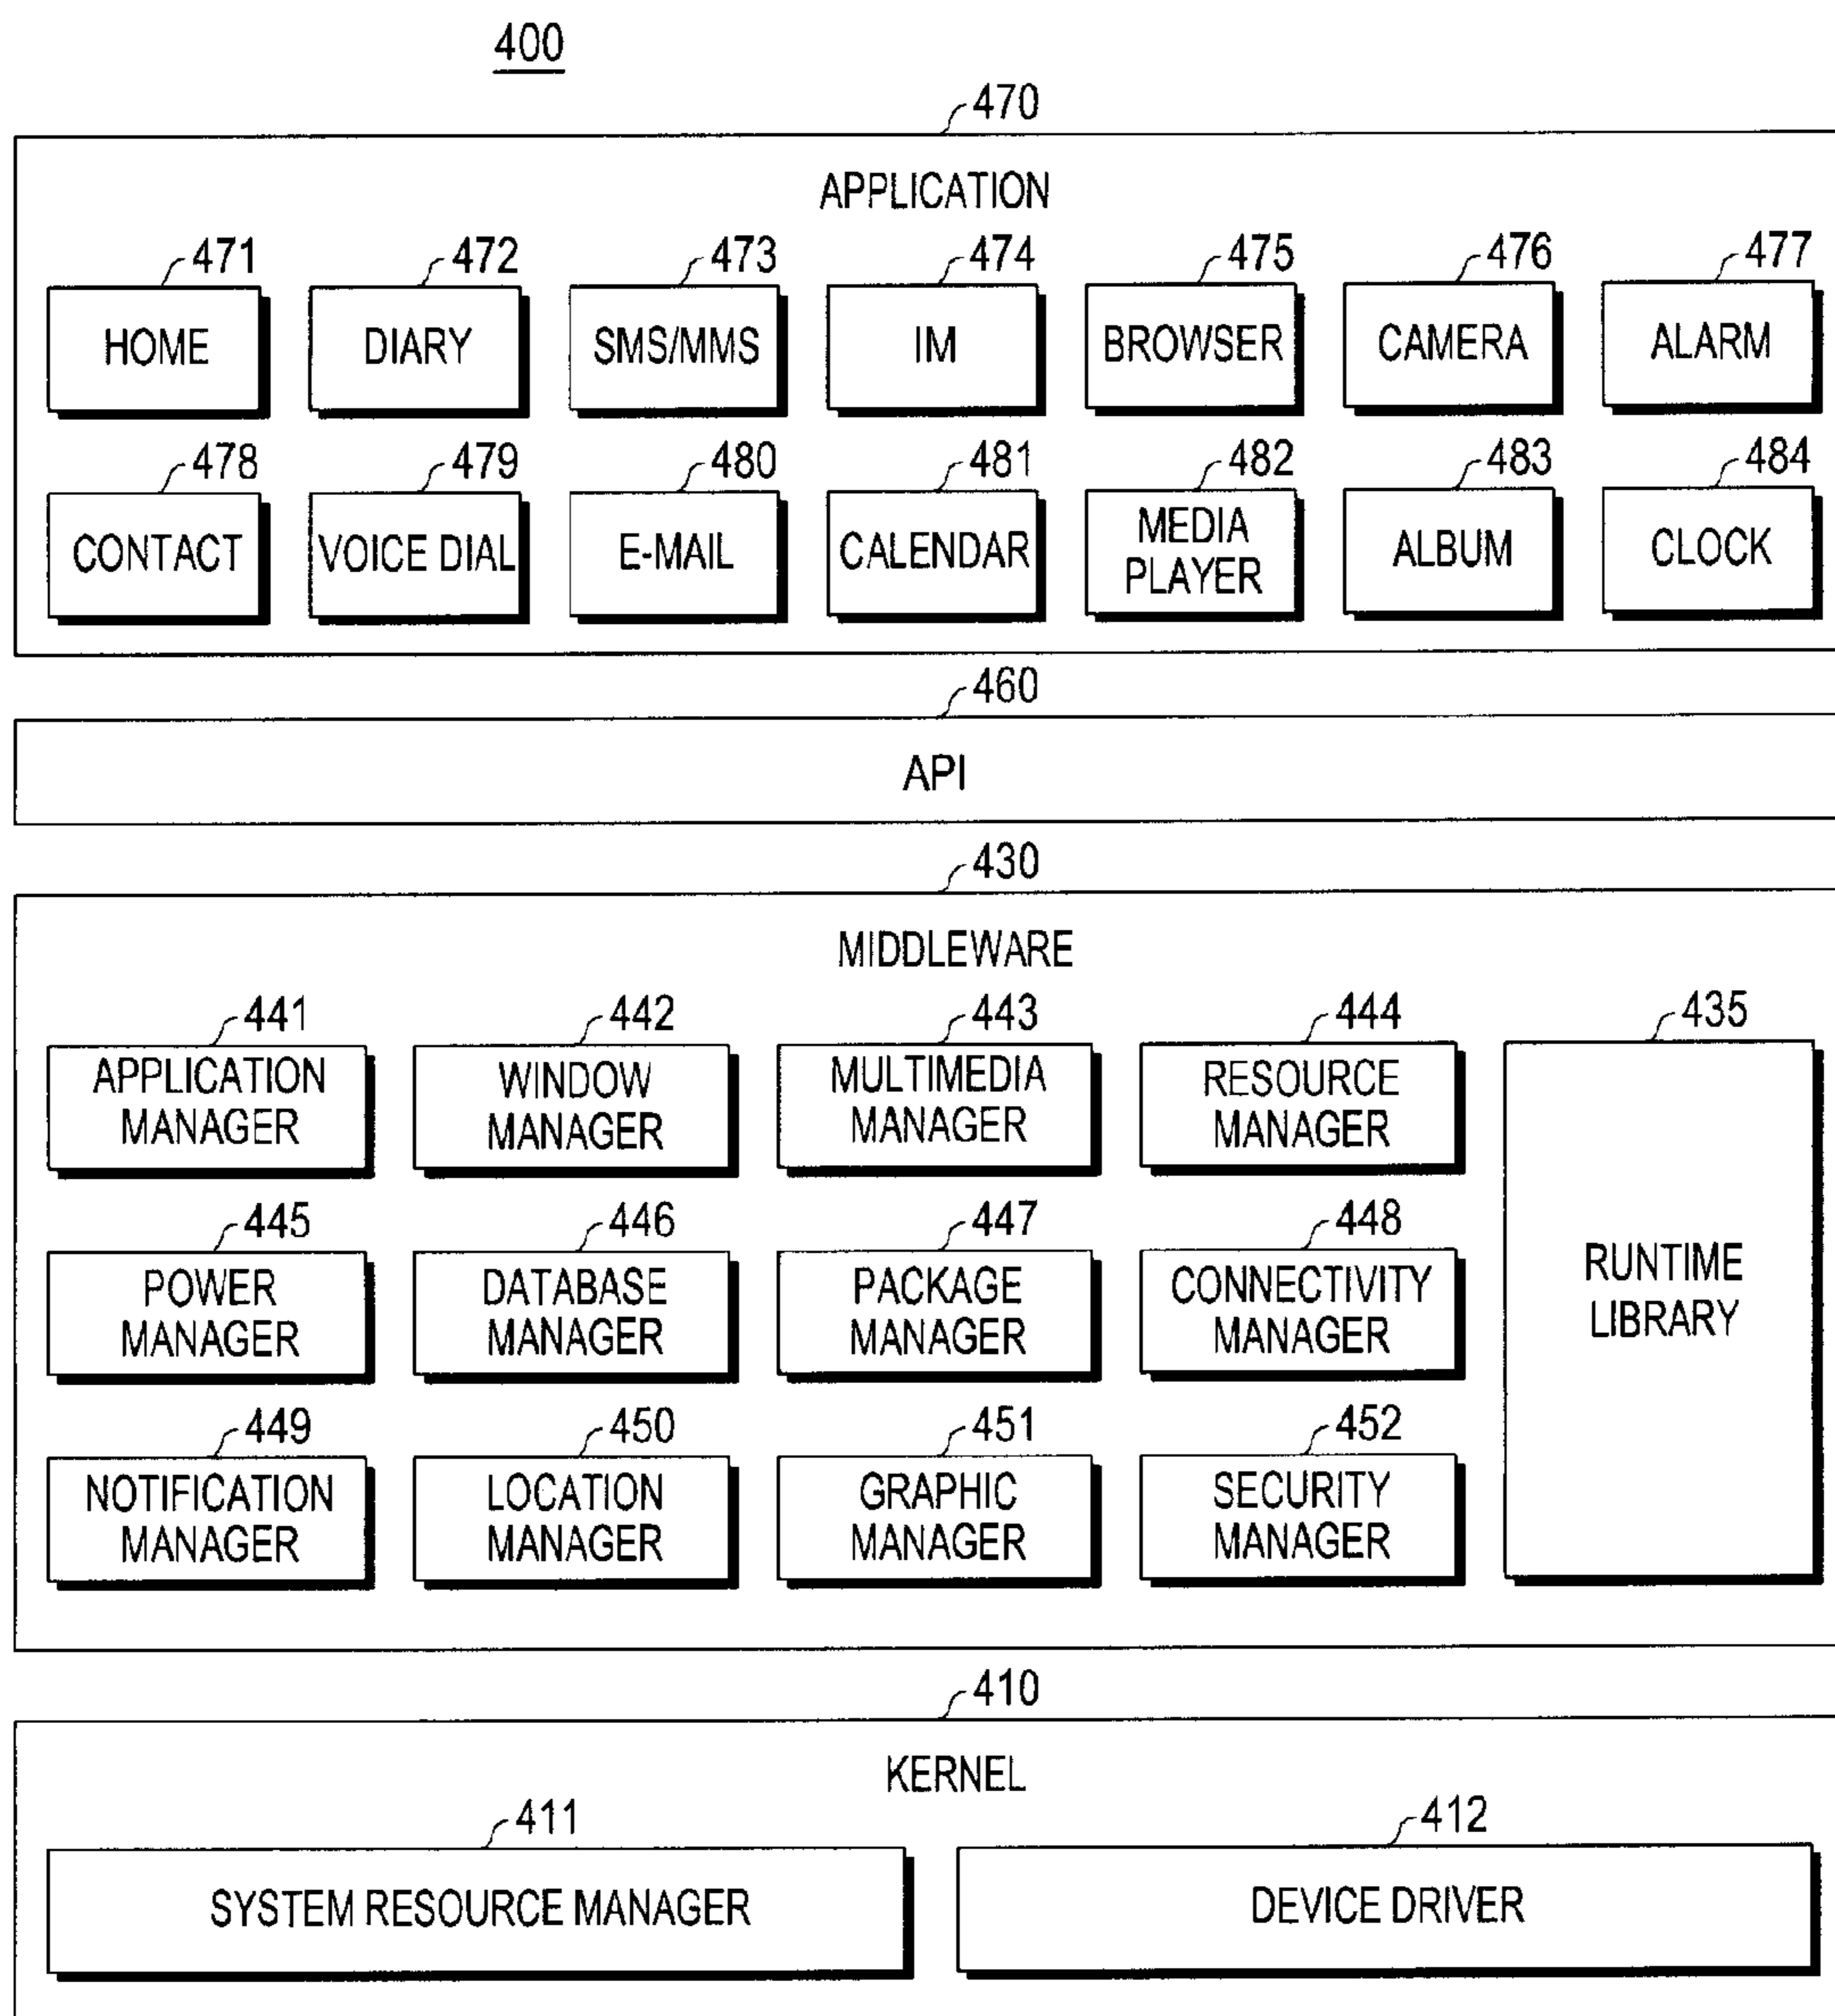 400
470
APPLICATION
471 472 473 474 475 476 477
HOME DIARY SMS/MMS IM BROWSER CAMERA ALARM
478 479 480 481 482 483 484
CONTACT VOICE DIAL E-MAIL CALENDAR MEDIA PLAYER ALBUM CLOCK
460
API
430
MIDDLEWARE
441 442 443 444 435
APPLICATION MANAGER
WINDOW MANAGER
MULTIMEDIA MANAGER
RESOURCE MANAGER
445 446 447 448
POWER MANAGER
DATABASE MANAGER
PACKAGE MANAGER
CONNECTIVITY MANAGER
RUNTIME LIBRARY
449 450 451 452
NOTIFICATION MANAGER
LOCATION MANAGER
GRAPHIC MANAGER
SECURITY MANAGER
410
KERNEL
411 412
SYSTEM RESOURCE MANAGER DEVICE DRIVER